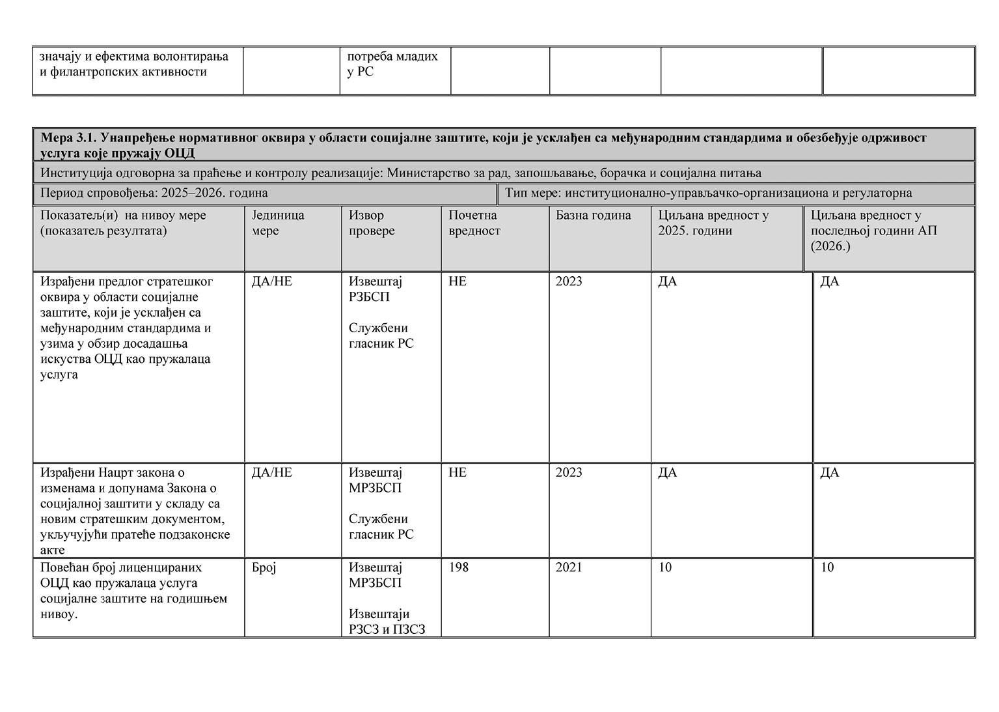 значају и ефектима волонтирања
и филантропских активности
потреба младих
у РС
Мера 3.1. Унапређење нормативног оквира у области социјалне заштите, који је усклађен са међународним стандардима и обезбеђује одрживост
услуга које пружају ОЦД
Институција одговорна за праћење и контролу реализације: Министарство за рад, запошљавање, борачка и социјална питања
Период спровођења: 2025–2026. година
Тип мере: институционално-управљачко-организациона и регулаторна
Показатељ(и) на нивоу мере
(показатељ резултата)
Јединица
мере
Извор
провере
Почетна
вредност
Базна година
Циљана вредност у
2025. години
Циљана вредност у
последњој години АП
(2026.)
Израђени предлог стратешког
оквира у области социјалне
заштите, који је усклађен са
међународним стандардима и
узима у обзир досадашња
искуства ОЦД као пружалаца
услуга
ДА/НЕ
Извештај
РЗБСП
Службени
гласник РС
НЕ
2023
ДА
ДА
Израђени Нацрт закона о
изменама и допунама Закона о
социјалној заштити у складу са
новим стратешким документом,
укључујући пратеће подзаконске
акте
ДА/НЕ
Извештај
МРЗБСП
Службени
гласник РС
НЕ
2023
ДА
ДА
Повећан број лиценцираних
ОЦД као пружалаца услуга
социјалне заштите на годишњем
нивоу.
Број
Извештај
МРЗБСП
Извештаји
РЗСЗ и ПЗСЗ
198
2021
10
10